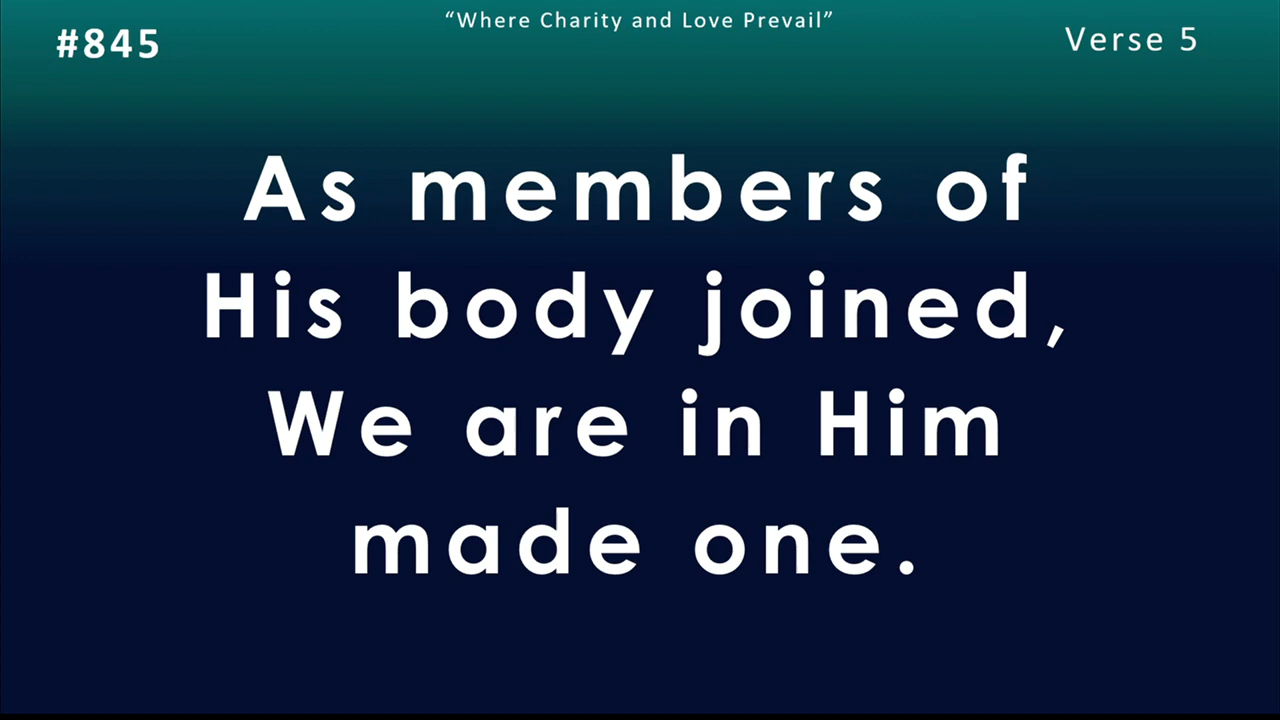 “Where Charity and Love Prevail”
#845
Verse 5
As members of
His body joined,
We are in Him
made one.